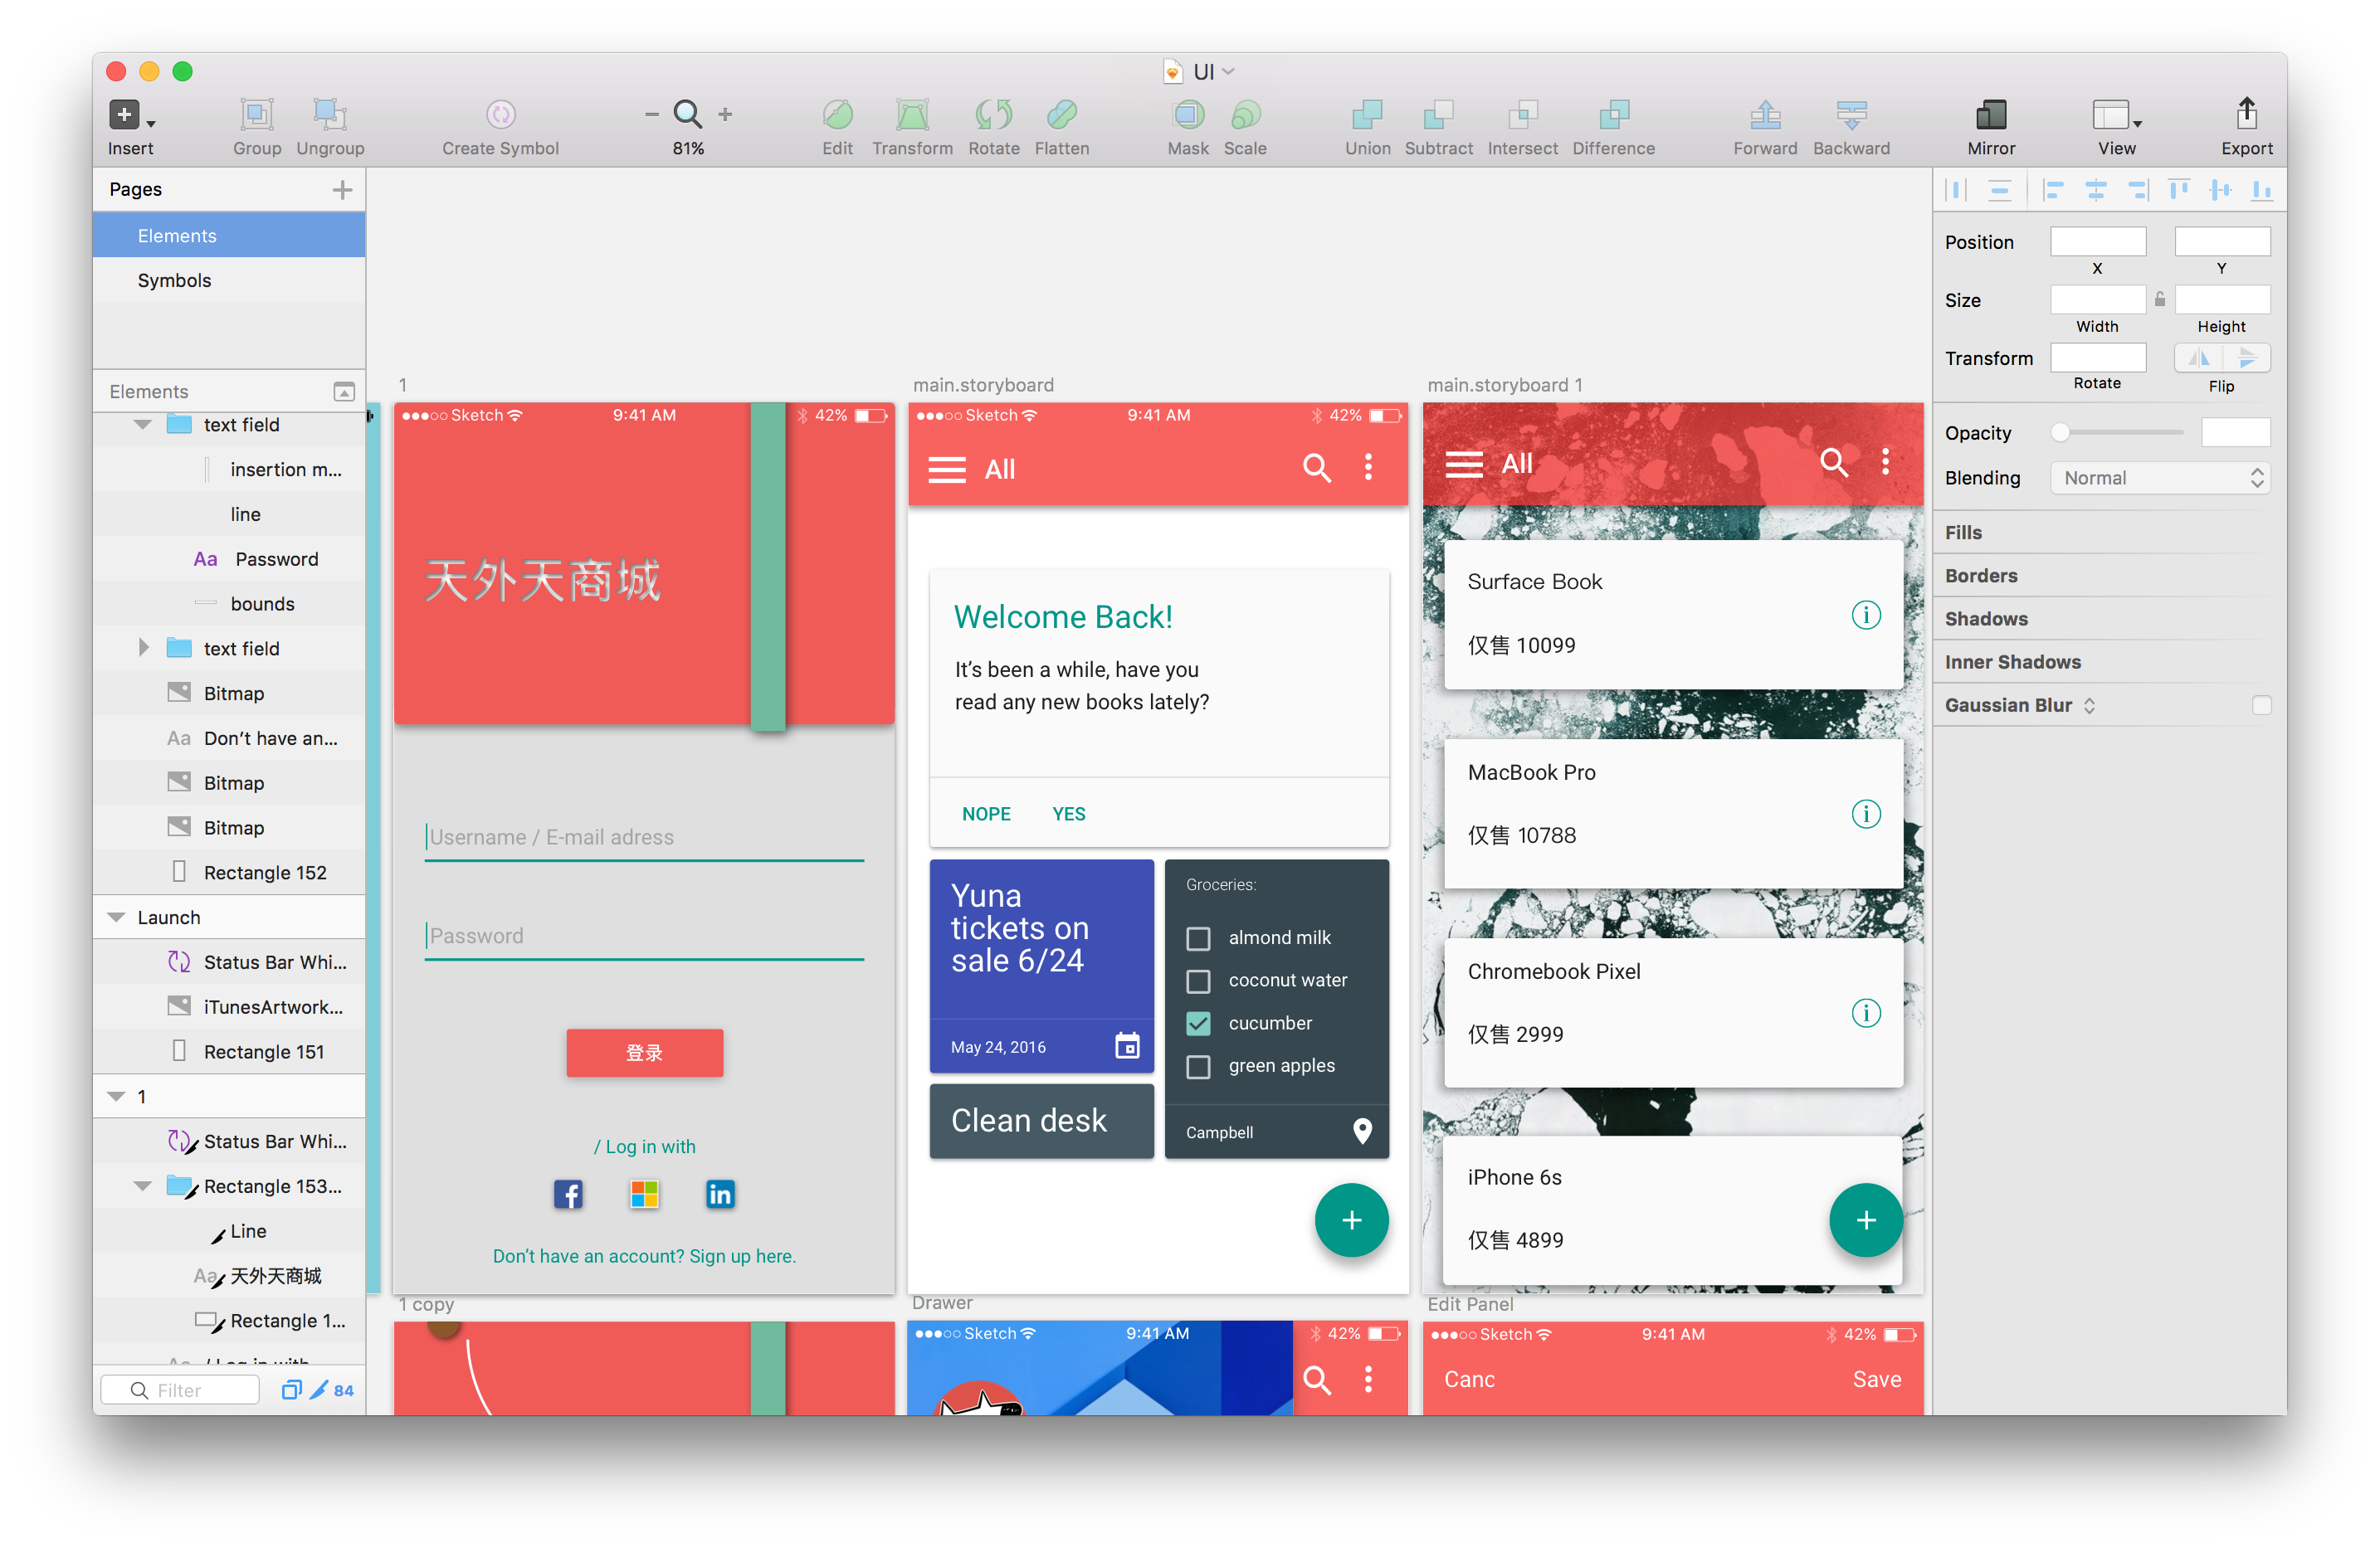 UI
Insert
Group
Ungroup
Create Symbol
81%
Edit
Transform
Rotate
Flatten
Mask
Scale
Union
Subtract
Intersect
Difference
Forward
Backward
Mirror
View
Export
Pages
Elements
Symbols
Elements
text field
insertion m...
line
Aa Password
bounds
text field
Bitmap
Aa Don’t have an...
Bitmap
Bitmap
Rectangle 152
Launch
Status Bar Whi...
iTunesArtwork...
Rectangle 151
1
Status Bar Whi...
Rectangle 153...
Line
Aa 天外天商城
Rectangle 1...
Aa / Log in with
Filter
84
1
Sketch 9:41 AM 42%
天外天商城
Username / E-mail adress
Password
登录
/ Log in with
f
in
Don’t have an account? Sign up here.
main.storyboard
Sketch 9:41 AM 42%
All
Welcome Back!
It’s been a while, have you
read any new books lately?
NOPE YES
Yuna
tickets on
sale 6/24
May 24, 2016
Clean desk
Groceries:
almond milk
coconut water
cucumber
green apples
Campbell
main.storyboard 1
All
Surface Book
仅售 10099
MacBook Pro
仅售 10788
Chromebook Pixel
仅售 2999
iPhone 6s
仅售 4899
1 copy
Drawer
Sketch 9:41 AM 42%
Edit Panel
Sketch 9:41 AM 42%
Canc Save
Position
X Y
Size
Width Height
Transform
Rotate Flip
Opacity
Blending Normal
Fills
Borders
Shadows
Inner Shadows
Gaussian Blur